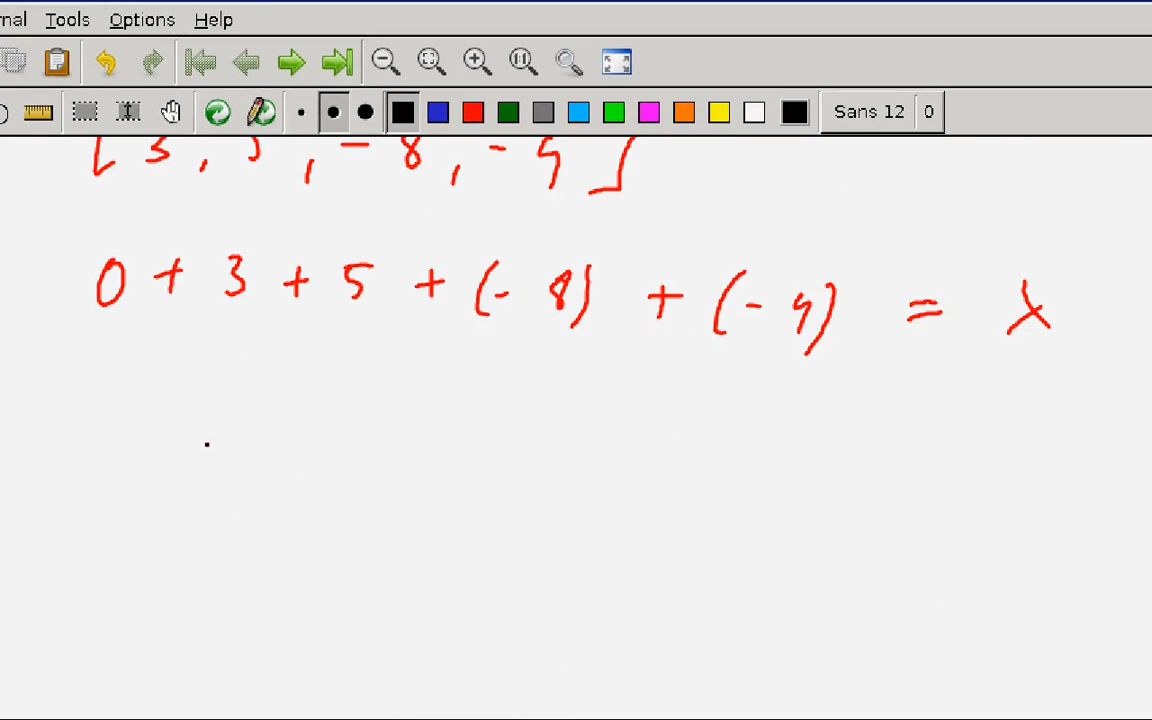 rnal Tools Options Help
Sans 12 0
[ 3 , 5 , - 8 , - 9 ]
0 + 3 + 5 + (- 8) + (- 9) = x